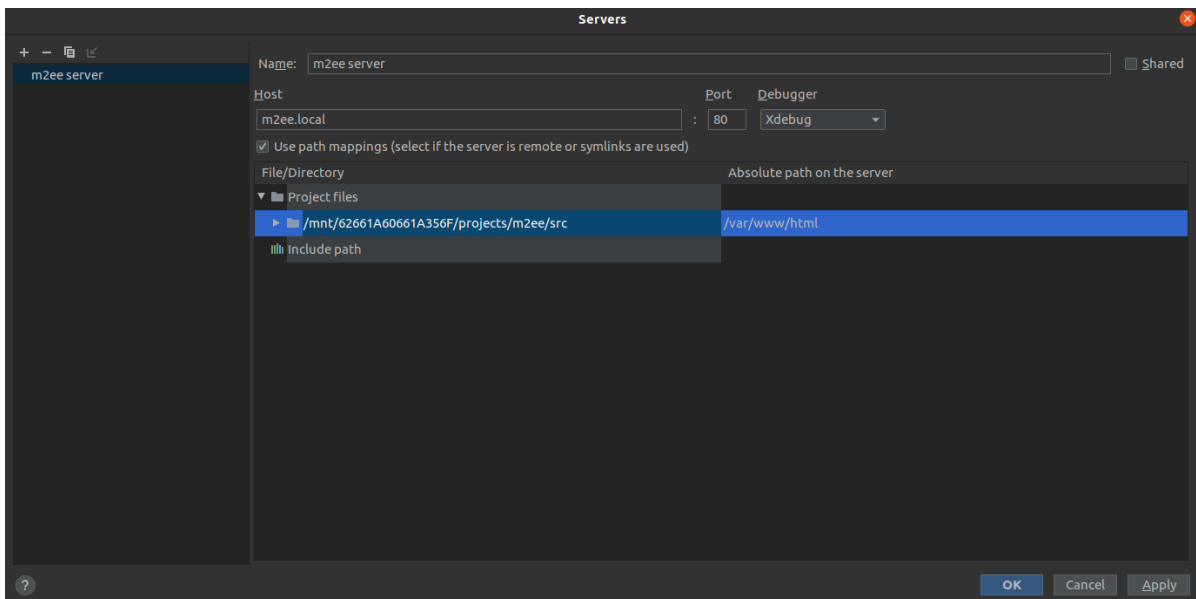 Servers
m2ee server
Name: m2ee server Shared
Host Port Debugger
m2ee.local : 80 Xdebug
Use path mappings (select if the server is remote or symlinks are used)
File/Directory Absolute path on the server
Project files
/mnt/62661A60661A356F/projects/m2ee/src /var/www/html
Include path
? OK Cancel Apply